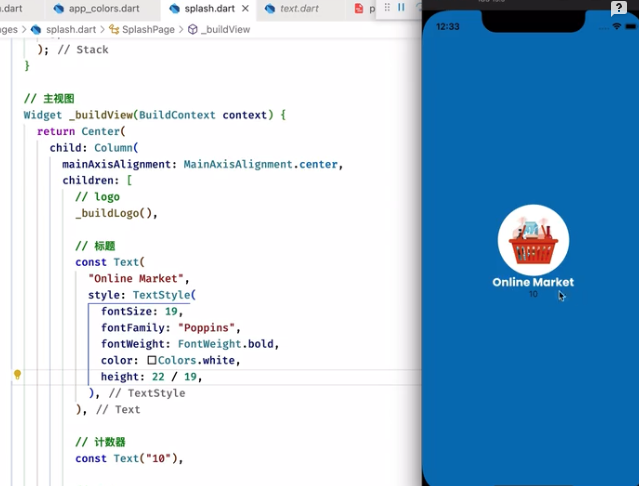 .dart
app_colors.dart
splash.dart
text.dart
ages > splash.dart > SplashPage > _buildView
); // Stack
}
// 主视图
Widget _buildView(BuildContext context) {
return Center(
child: Column(
mainAxisAlignment: MainAxisAlignment.center,
children: [
// logo
_buildLogo(),
// 标题
const Text(
"Online Market",
style: TextStyle(
fontSize: 19,
fontFamily: "Poppins",
fontWeight: FontWeight.bold,
color: Colors.white,
height: 22 / 19,
), // TextStyle
), // Text
// 计数器
const Text("10"),
12:33
?
Online Market
10